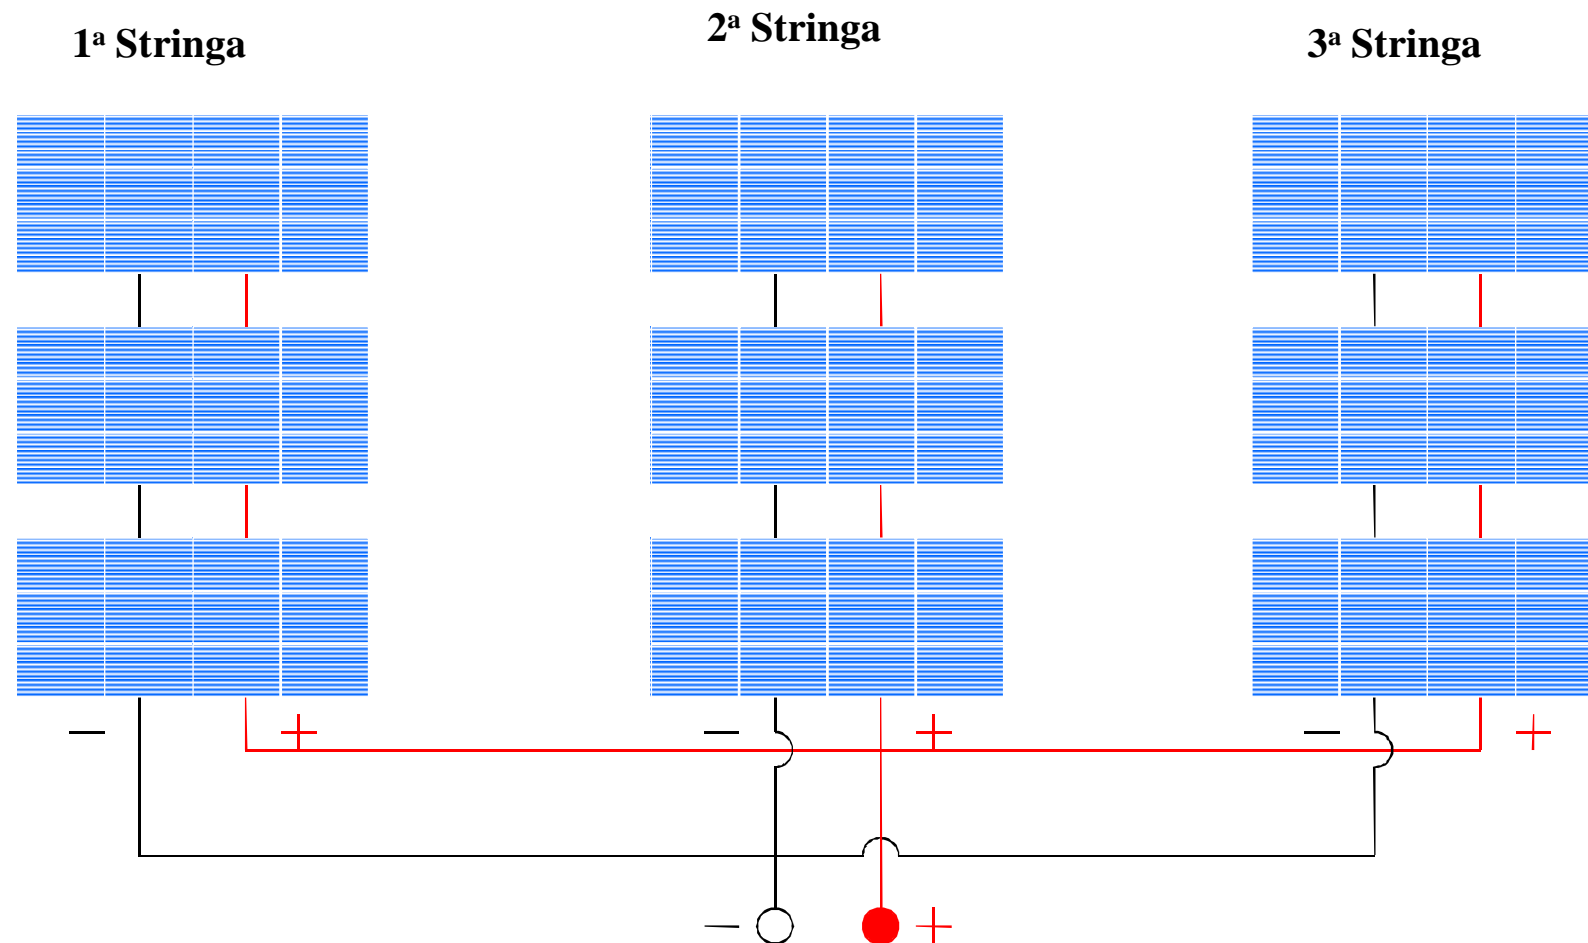 1ª Stringa
2ª Stringa
3ª Stringa
− + − + − +
− +